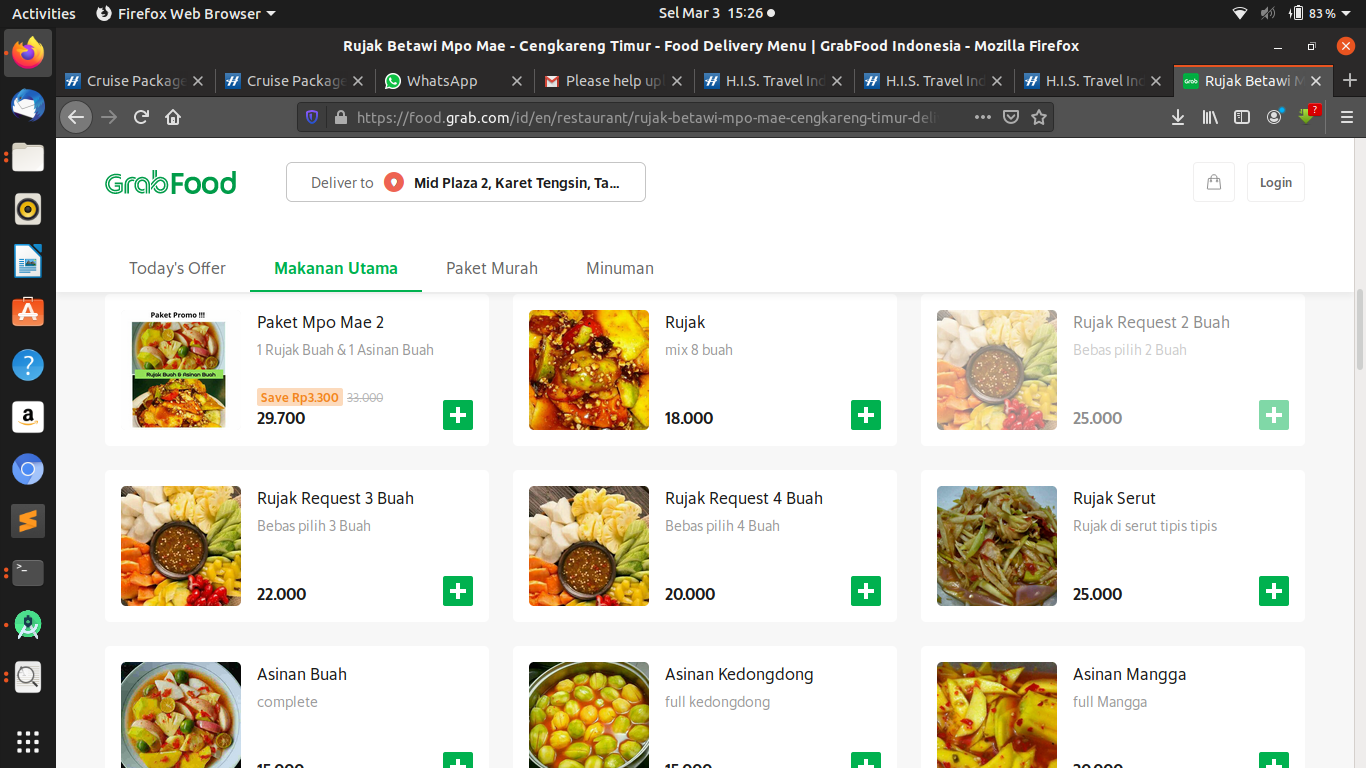 Activities
Firefox Web Browser
Sel Mar 3 15:26
83 %
Rujak Betawi Mpo Mae - Cengkareng Timur - Food Delivery Menu | GrabFood Indonesia - Mozilla Firefox
Cruise Package
Cruise Package
WhatsApp
Please help up
H.I.S. Travel Ind
H.I.S. Travel Ind
H.I.S. Travel Ind
Grab
Rujak Betawi M
https://food.grab.com/id/en/restaurant/rujak-betawi-mpo-mae-cengkareng-timur-deli
GrabFood
Deliver to
Mid Plaza 2, Karet Tengsin, Ta...
Login
Today's Offer
Makanan Utama
Paket Murah
Minuman
Paket Promo !!!
Rujak Buah & Asinan Buah
Paket Mpo Mae 2
1 Rujak Buah & 1 Asinan Buah
Save Rp3.300 33.000
29.700
Rujak
mix 8 buah
18.000
Rujak Request 2 Buah
Bebas pilih 2 Buah
25.000
Rujak Request 3 Buah
Bebas pilih 3 Buah
22.000
Rujak Request 4 Buah
Bebas pilih 4 Buah
20.000
Rujak Serut
Rujak di serut tipis tipis
25.000
Asinan Buah
complete
15.000
Asinan Kedongdong
full kedongdong
15.000
Asinan Mangga
full Mangga
20.000